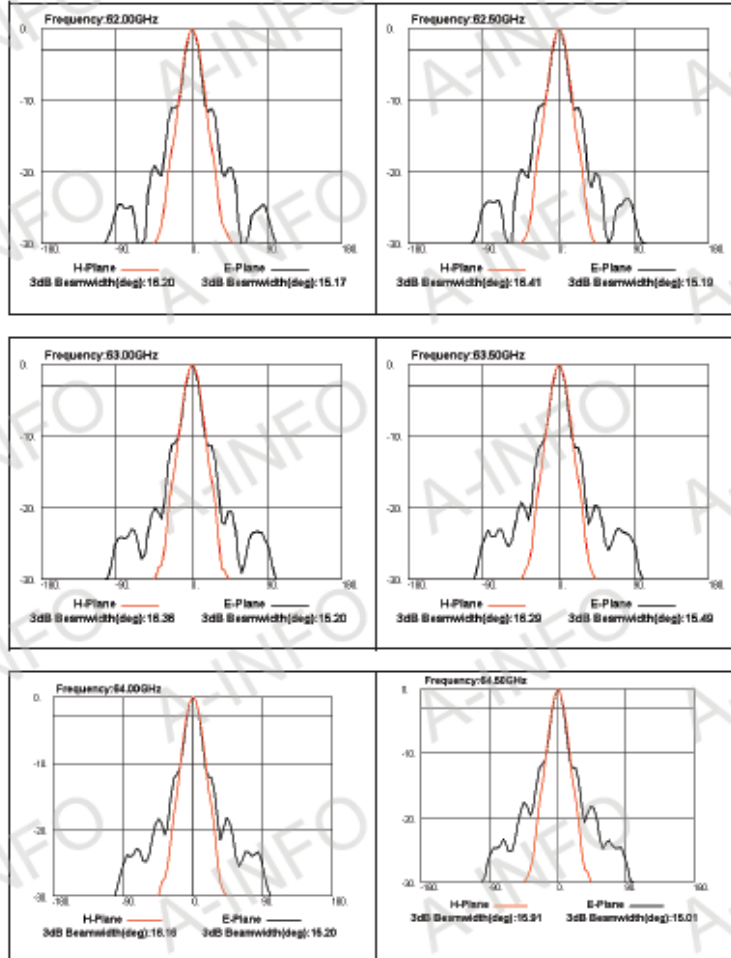 Frequency:62.00GHz
0.
-10.
-20.
-30.
-180. -90. 0. 90. 180.
H-Plane E-Plane
3dB Beamwidth(deg):16.20 3dB Beamwidth(deg):15.17
Frequency:62.50GHz
0.
-10.
-20.
-30.
-180. -90. 0. 90. 180.
H-Plane E-Plane
3dB Beamwidth(deg):16.41 3dB Beamwidth(deg):15.19
Frequency:63.00GHz
0.
-10.
-20.
-30.
-180. -90. 0. 90. 180.
H-Plane E-Plane
3dB Beamwidth(deg):16.36 3dB Beamwidth(deg):15.20
Frequency:63.50GHz
0.
-10.
-20.
-30.
-180. -90. 0. 90. 180.
H-Plane E-Plane
3dB Beamwidth(deg):16.29 3dB Beamwidth(deg):15.49
Frequency:64.00GHz
0.
-10.
-20.
-30.
-180. -90. 0. 90. 180.
H-Plane E-Plane
3dB Beamwidth(deg):16.16 3dB Beamwidth(deg):15.20
Frequency:64.50GHz
-10.
-20.
-30.
-180. -90. 0. 90. 180.
H-Plane E-Plane
3dB Beamwidth(deg):15.91 3dB Beamwidth(deg):15.01
A-INFO